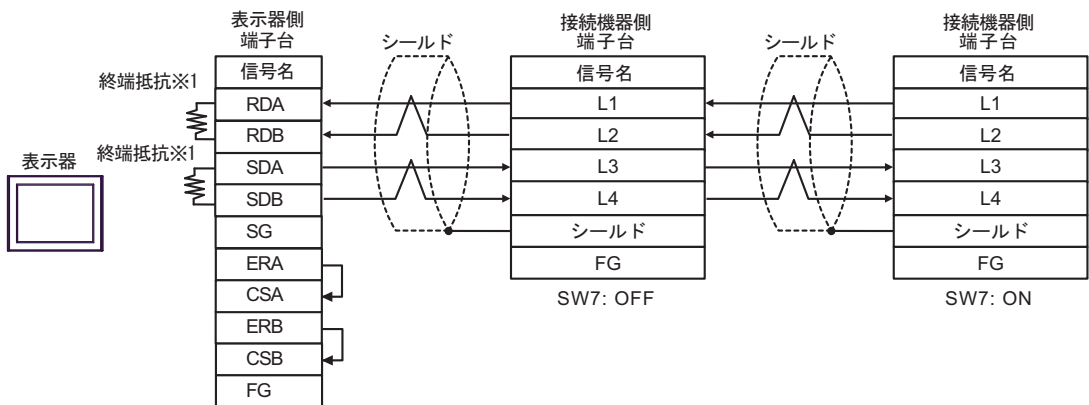 表示器
終端抵抗※1
終端抵抗※1
表示器側
端子台
信号名
RDA
RDB
SDA
SDB
SG
ERA
CSA
ERB
CSB
FG
シールド
接続機器側
端子台
信号名
L1
L2
L3
L4
シールド
FG
SW7: OFF
シールド
接続機器側
端子台
信号名
L1
L2
L3
L4
シールド
FG
SW7: ON